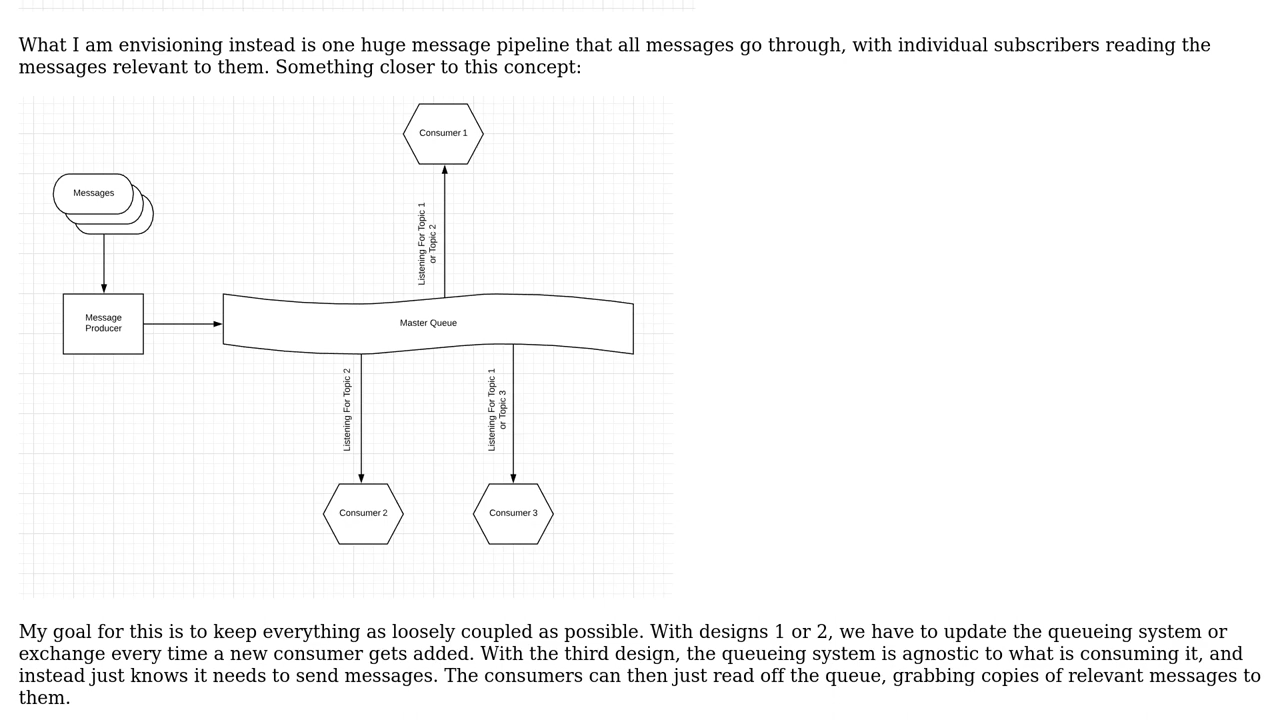 What I am envisioning instead is one huge message pipeline that all messages go through, with individual subscribers reading the
messages relevant to them. Something closer to this concept:
Consumer 1
Messages
Listening For Topic 1
or Topic 2
Message
Producer
Master Queue
Listening For Topic 2
Listening For Topic 1
or Topic 3
Consumer 2
Consumer 3
My goal for this is to keep everything as loosely coupled as possible. With designs 1 or 2, we have to update the queueing system or
exchange every time a new consumer gets added. With the third design, the queueing system is agnostic to what is consuming it, and
instead just knows it needs to send messages. The consumers can then just read off the queue, grabbing copies of relevant messages to
them.